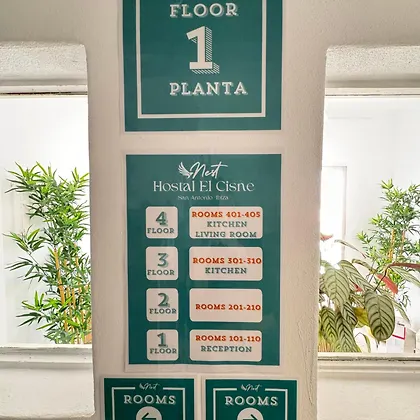 FLOOR
1
PLANTA
Nest
Hostal El Cisne
San Antonio Ibiza
4
FLOOR
ROOMS 401-405
KITCHEN
LIVING ROOM
3
FLOOR
ROOMS 301-310
KITCHEN
2
FLOOR
ROOMS 201-210
1
FLOOR
ROOMS 101-110
RECEPTION
Nest
ROOMS
Nest
ROOMS